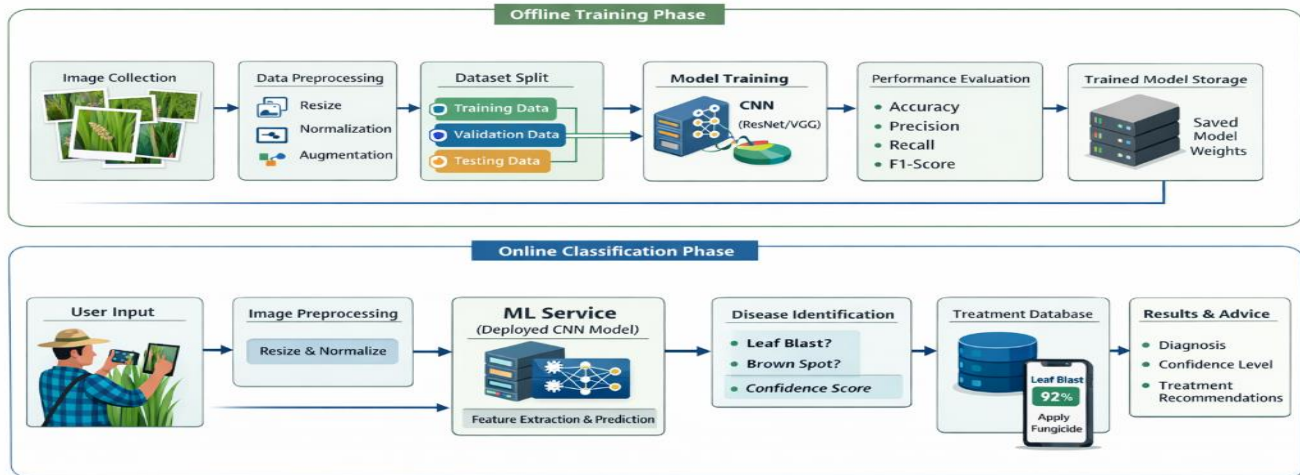 Offline Training Phase
Image Collection
Data Preprocessing
Resize
Normalization
Augmentation
Dataset Split
Training Data
Validation Data
Testing Data
Model Training
CNN
(ResNet/VGG)
Performance Evaluation
• Accuracy
• Precision
• Recall
• F1-Score
Trained Model Storage
Saved
Model
Weights
Online Classification Phase
User Input
Image Preprocessing
Resize & Normalize
ML Service
(Deployed CNN Model)
Feature Extraction & Prediction
Disease Identification
• Leaf Blast?
• Brown Spot?
• Confidence Score
Treatment Database
Leaf Blast
92%
Apply
Fungicide
Results & Advice
• Diagnosis
• Confidence Level
• Treatment
Recommendations